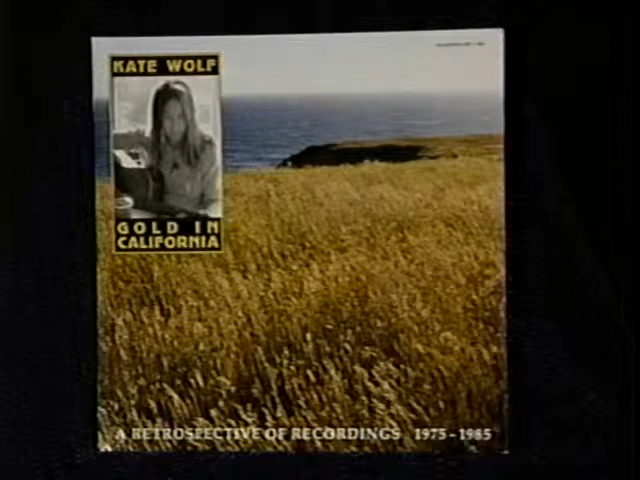 KATE WOLF
GOLD IN
CALIFORNIA
A RETROSPECTIVE OF RECORDINGS 1975-1985